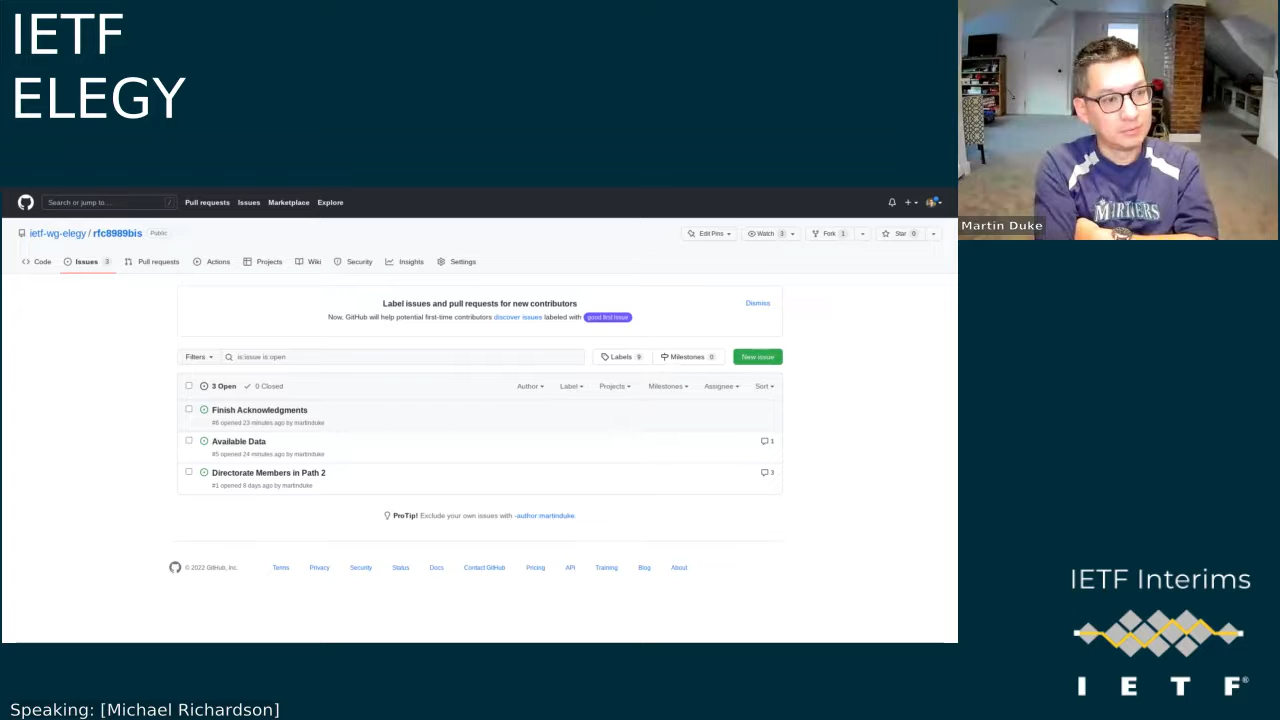 IETF
ELEGY
Search or jump to...
/
Pull requests
Issues
Marketplace
Explore
ietf-wg-elegy / rfc8989bis
Public
Edit Pins
Watch 3
Fork 1
Star 0
Code
Issues 3
Pull requests
Actions
Projects
Wiki
Security
Insights
Settings
Label issues and pull requests for new contributors
Dismiss
Now, GitHub will help potential first-time contributors discover issues labeled with good first issue
Filters
is:issue is:open
Labels 9
Milestones 0
New issue
3 Open
0 Closed
Author
Label
Projects
Milestones
Assignee
Sort
Finish Acknowledgments
#6 opened 23 minutes ago by martinduke
Available Data
1
#5 opened 24 minutes ago by martinduke
Directorate Members in Path 2
3
#1 opened 8 days ago by martinduke
ProTip! Exclude your own issues with -author:martinduke.
© 2022 GitHub, Inc.
Terms
Privacy
Security
Status
Docs
Contact GitHub
Pricing
API
Training
Blog
About
MARINERS
Martin Duke
IETF Interims
I E T F®
Speaking: [Michael Richardson]